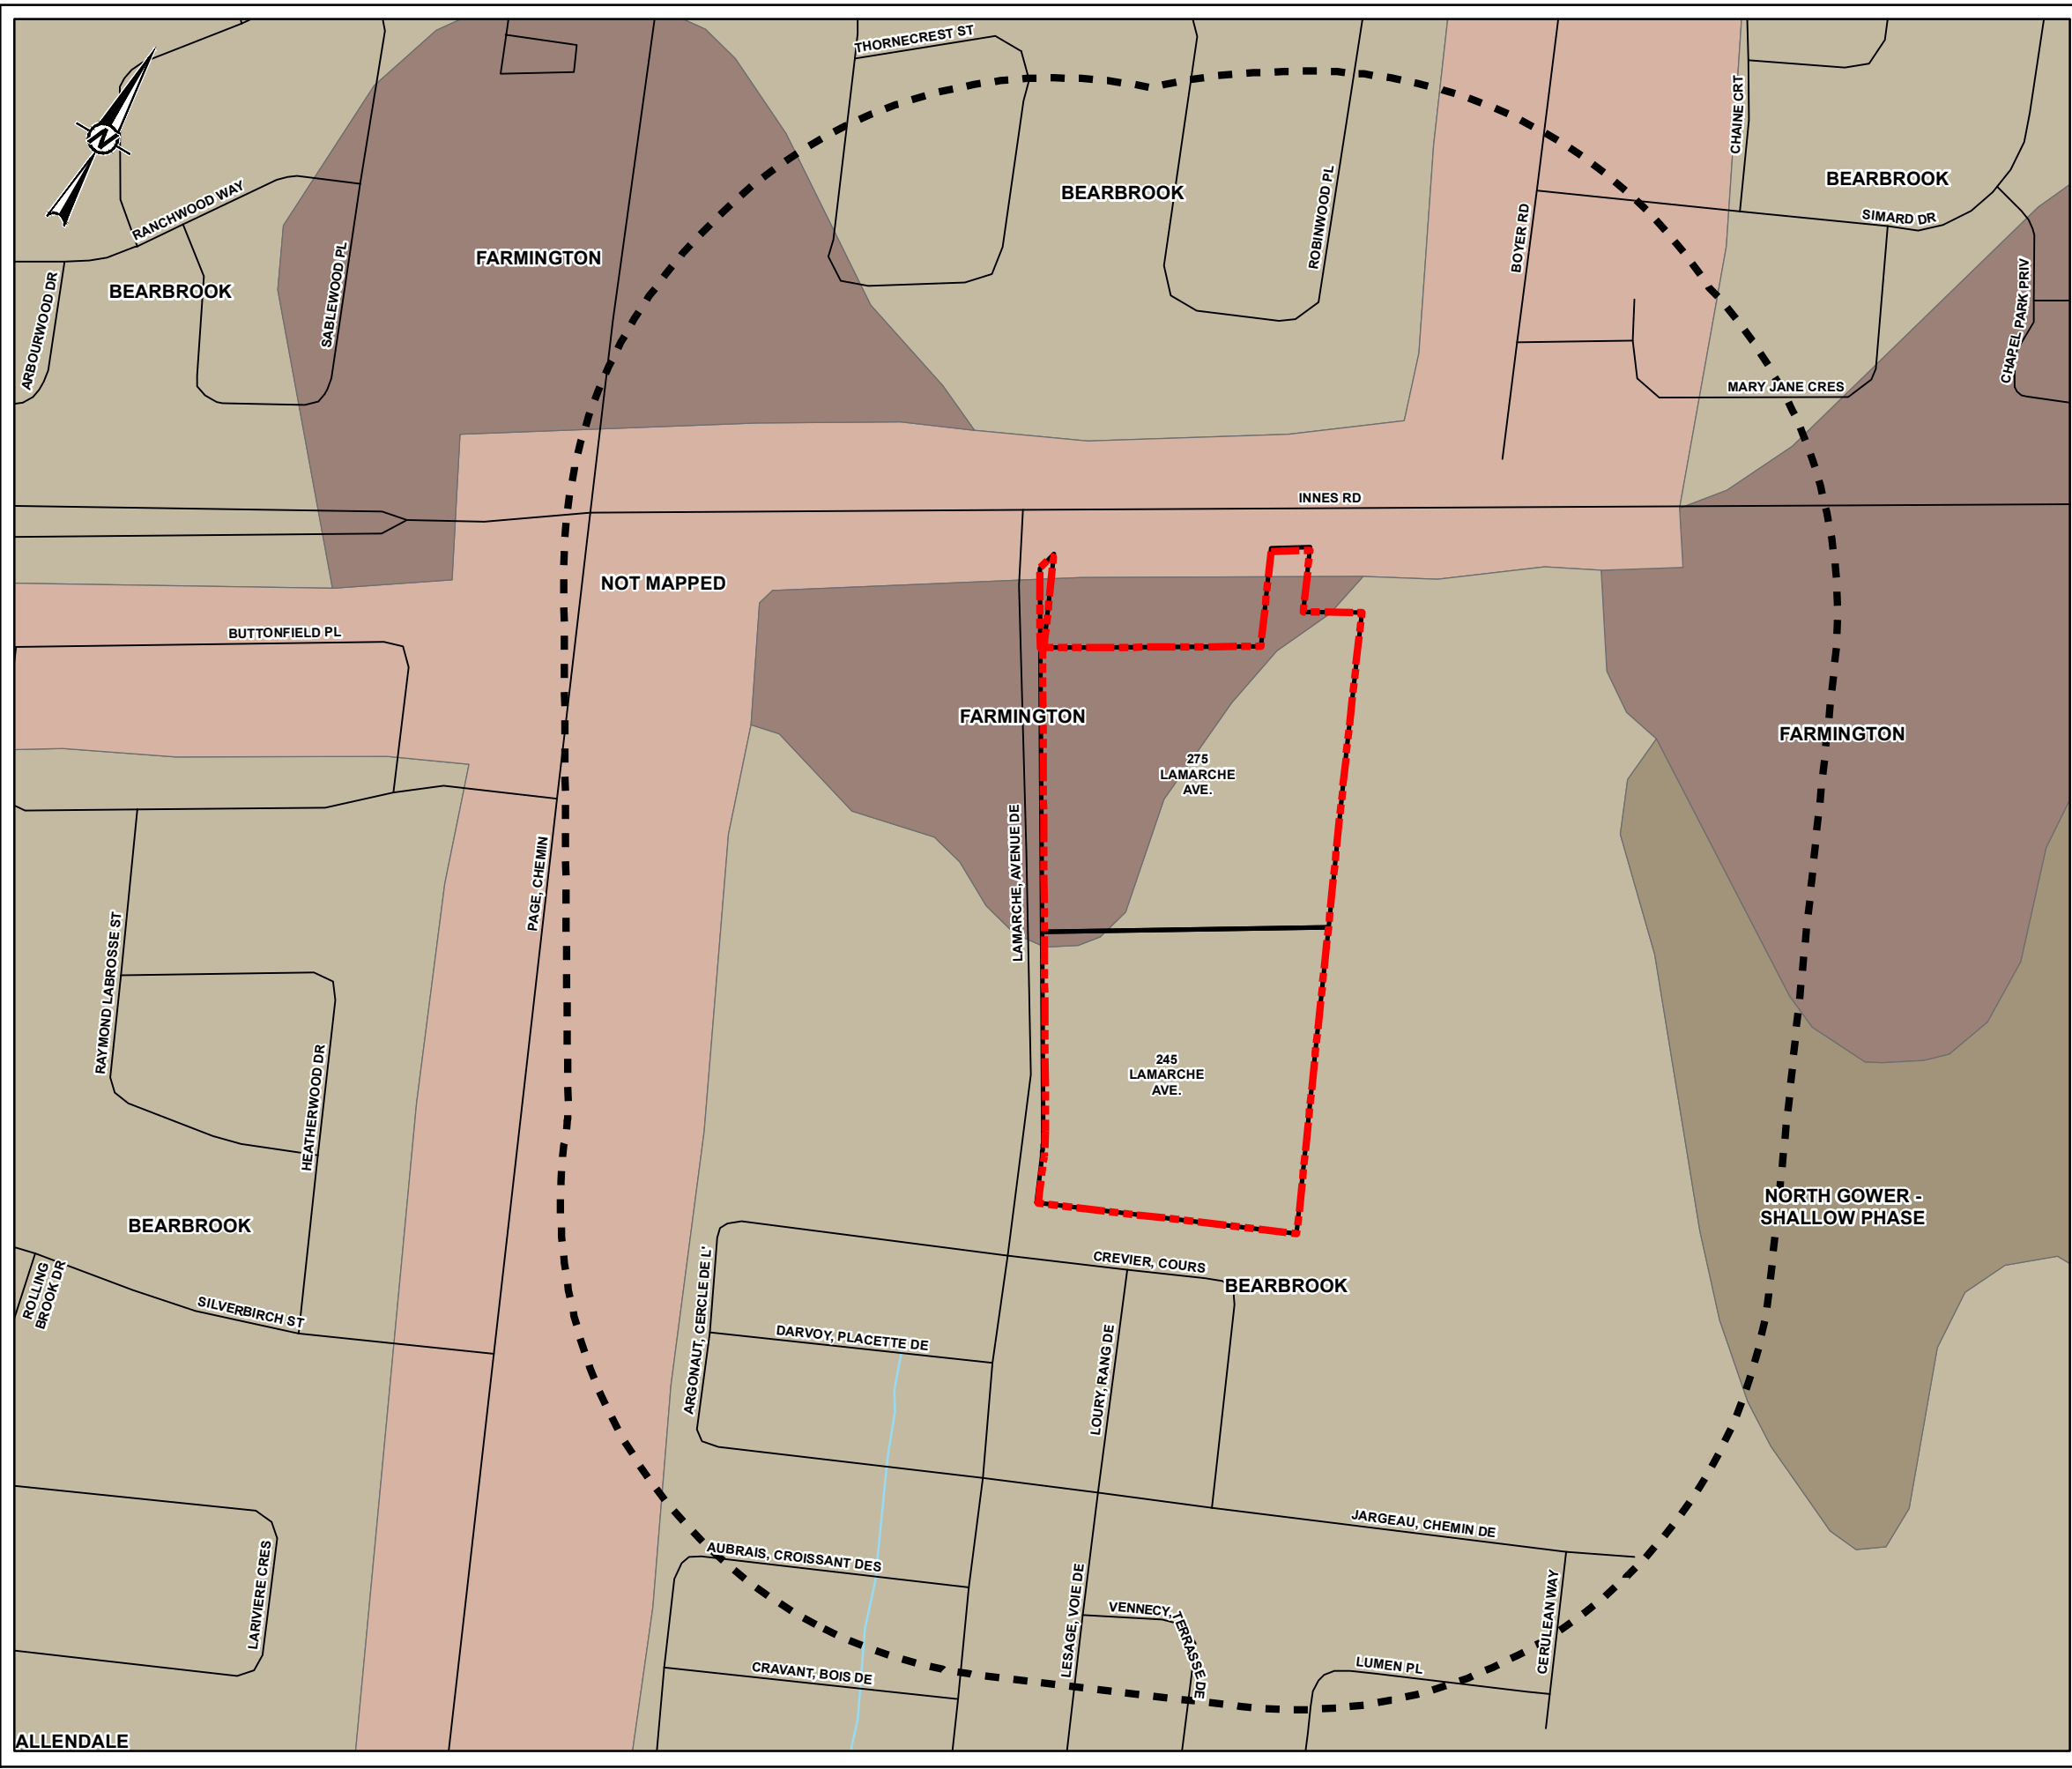 THORNECREST ST
CHAINE CRT
N
RANCHWOOD WAY
BEARBROOK
BEARBROOK
SIMARD DR
ROBINWOOD PL
BOYER RD
FARMINGTON
SABLEWOOD PL
BEARBROOK
ARBOURWOOD DR
CHAPEL PARK PRIV
MARY JANE CRES
INNES RD
NOT MAPPED
BUTTONFIELD PL
FARMINGTON
FARMINGTON
275
LAMARCHE
AVE.
PAGE, CHEMIN
LAMARCHE, AVENUE DE
RAYMOND LABROSSE ST
HEATHERWOOD DR
245
LAMARCHE
AVE.
NORTH GOWER -
SHALLOW PHASE
BEARBROOK
CREVIER, COURS
BEARBROOK
ROLLING
BROOK DR
SILVERBIRCH ST
ARGONAUT, CERCLE DE L'
DARVOY, PLACETTE DE
LOURY, RANG DE
JARGEAU, CHEMIN DE
AUBRAIS, CROISSANT DES
LARIVIERE CRES
LESAGE, VOIE DE
VENNECY, TERRASSE DE
CERULEAN WAY
CRAVANT, BOIS DE
LUMEN PL
ALLENDALE